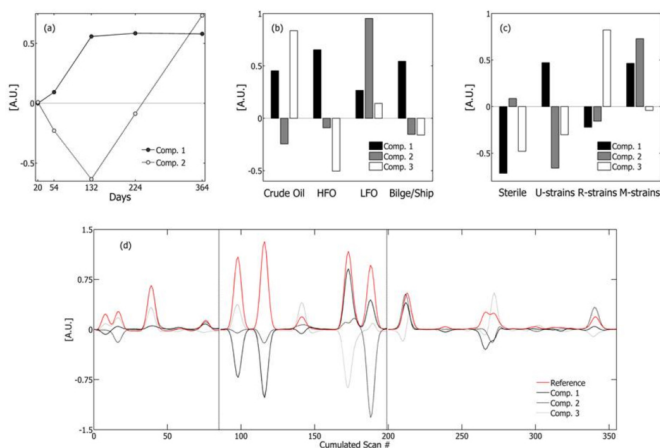 (a)
0.5
0
-0.5
[A.U.]
Comp. 1
Comp. 2
20 54 132 224 364
Days
(b)
1
0.5
0
-0.5
[A.U.]
Comp. 1
Comp. 2
Comp. 3
Crude Oil HFO LFO Bilge/Ship
(c)
1
0.5
0
-0.5
[A.U.]
Comp. 1
Comp. 2
Comp. 3
Sterile U-strains R-strains M-strains
(d)
1.5
0.75
0
-0.75
-1.5
[A.U.]
Reference
Comp. 1
Comp. 2
Comp. 3
0 50 100 150 200 250 300 350
Cumulated Scan #